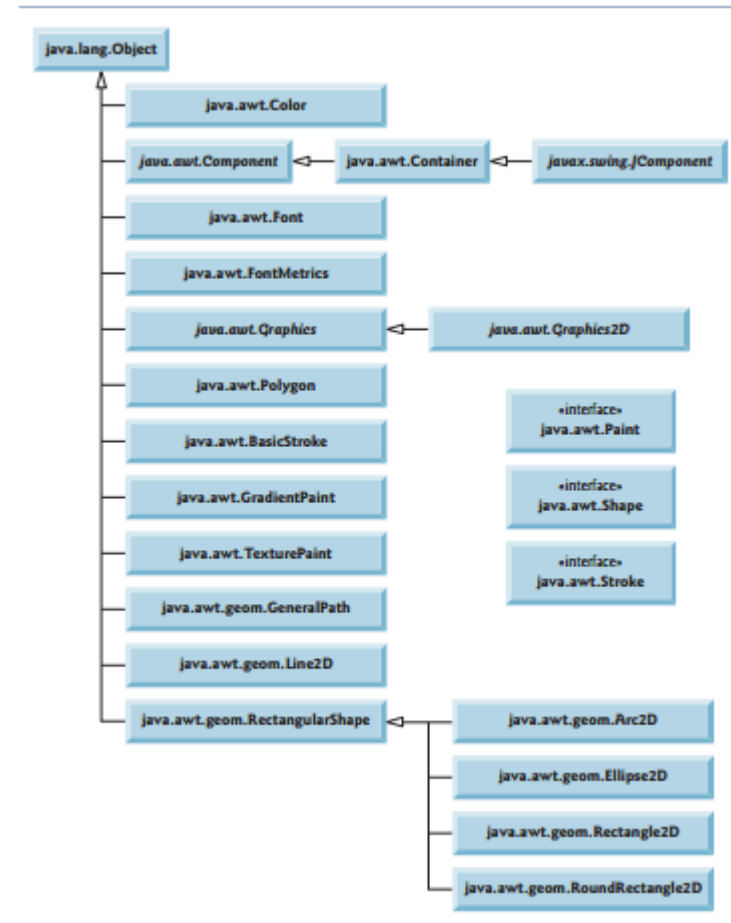 java.lang.Object
java.awt.Color
java.awt.Component
java.awt.Container
javax.swing.JComponent
java.awt.Font
java.awt.FontMetrics
java.awt.Graphics
java.awt.Graphics2D
java.awt.Polygon
«interface»
java.awt.Paint
java.awt.BasicStroke
java.awt.GradientPaint
«interface»
java.awt.Shape
java.awt.TexturePaint
«interface»
java.awt.Stroke
java.awt.geom.GeneralPath
java.awt.geom.Line2D
java.awt.geom.RectangularShape
java.awt.geom.Arc2D
java.awt.geom.Ellipse2D
java.awt.geom.Rectangle2D
java.awt.geom.RoundRectangle2D